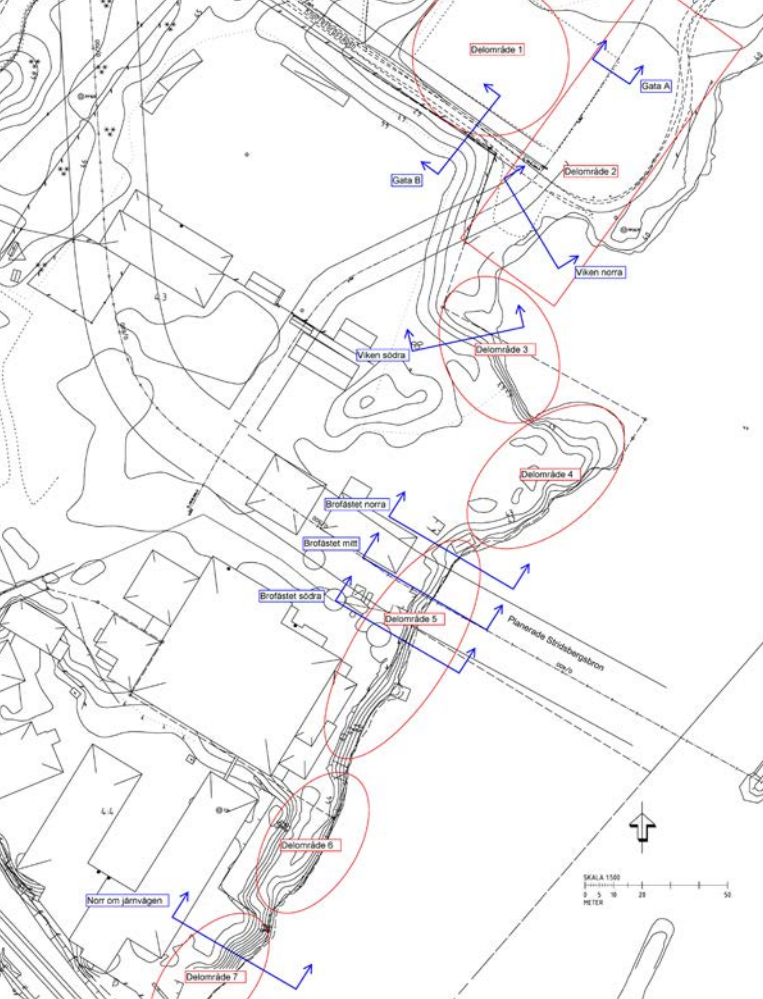 Delområde 1
Gata A
Gata B
Delområde 2
Viken norra
Viken södra
Delområde 3
Delområde 4
Brofästet norra
Brofästet mitt
Brofästet södra
Delområde 5
Planerade Stridsbergsbron
0/400
Delområde 6
SKALA 1:500
0 5 10 20 50
METER
Norr om järnvägen
Delområde 7